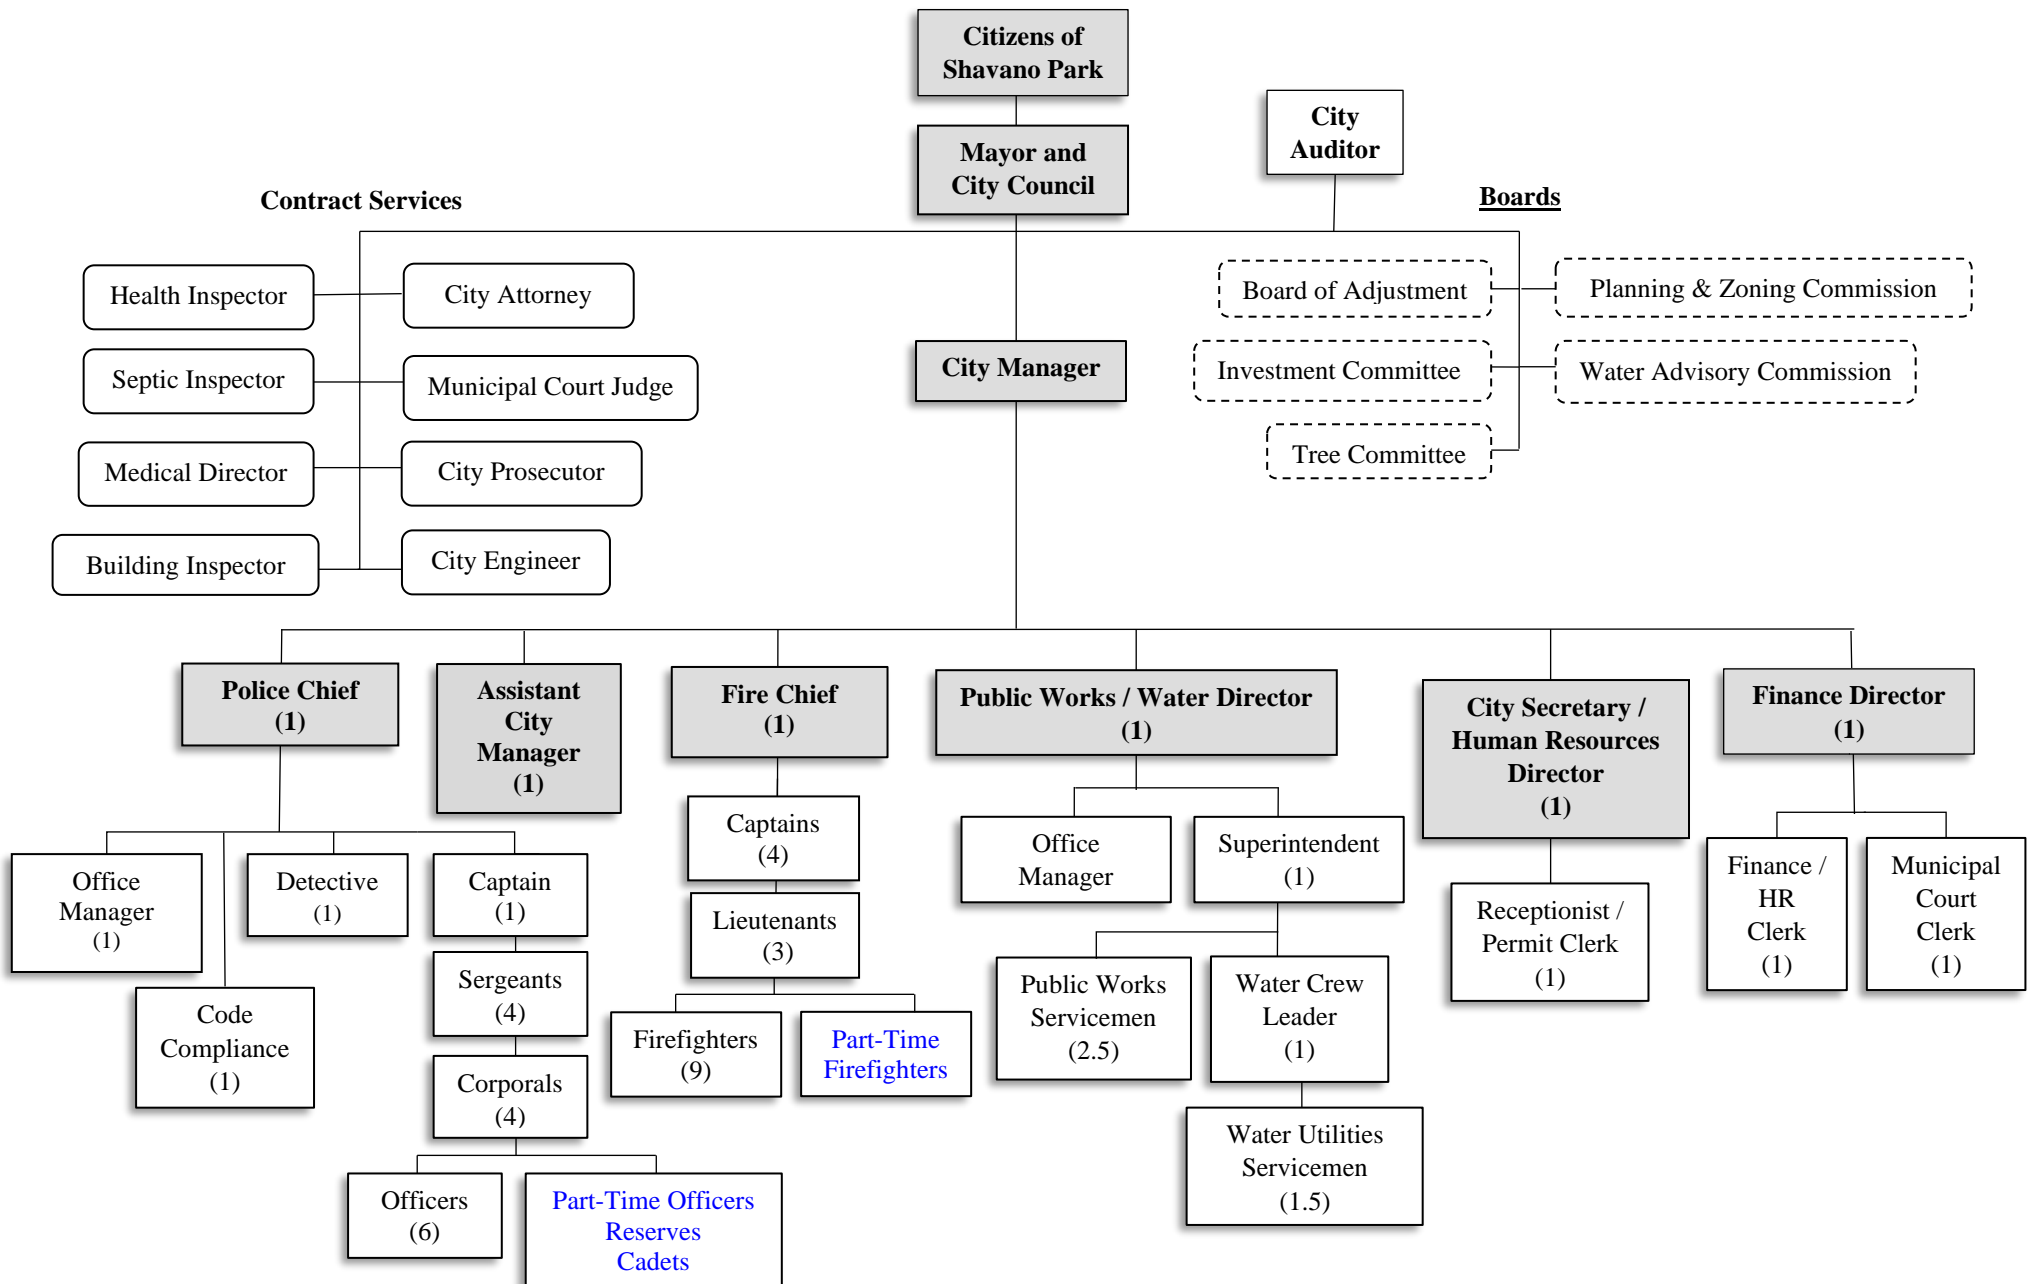 Citizens of
Shavano Park
Mayor and
City Council
City
Auditor
Contract Services
Boards
Health Inspector
City Attorney
Septic Inspector
Municipal Court Judge
Medical Director
City Prosecutor
Building Inspector
City Engineer
Board of Adjustment
Planning & Zoning Commission
Investment Committee
Water Advisory Commission
Tree Committee
City Manager
Police Chief
(1)
Office
Manager
(1)
Code
Compliance
(1)
Detective
(1)
Captain
(1)
Sergeants
(4)
Corporals
(4)
Officers
(6)
Part-Time Officers
Reserves
Cadets
Assistant
City
Manager
(1)
Fire Chief
(1)
Captains
(4)
Lieutenants
(3)
Firefighters
(9)
Part-Time
Firefighters
Public Works / Water Director
(1)
Office
Manager
Superintendent
(1)
Public Works
Servicemen
(2.5)
Water Crew
Leader
(1)
Water Utilities
Servicemen
(1.5)
City Secretary /
Human Resources
Director
(1)
Receptionist /
Permit Clerk
(1)
Finance Director
(1)
Finance /
HR
Clerk
(1)
Municipal
Court
Clerk
(1)